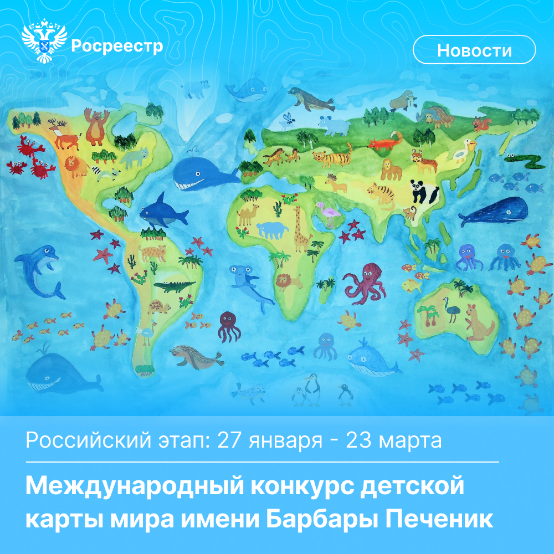 Росреестр
Новости
Российский этап: 27 января - 23 марта
Международный конкурс детской
карты мира имени Барбары Печеник